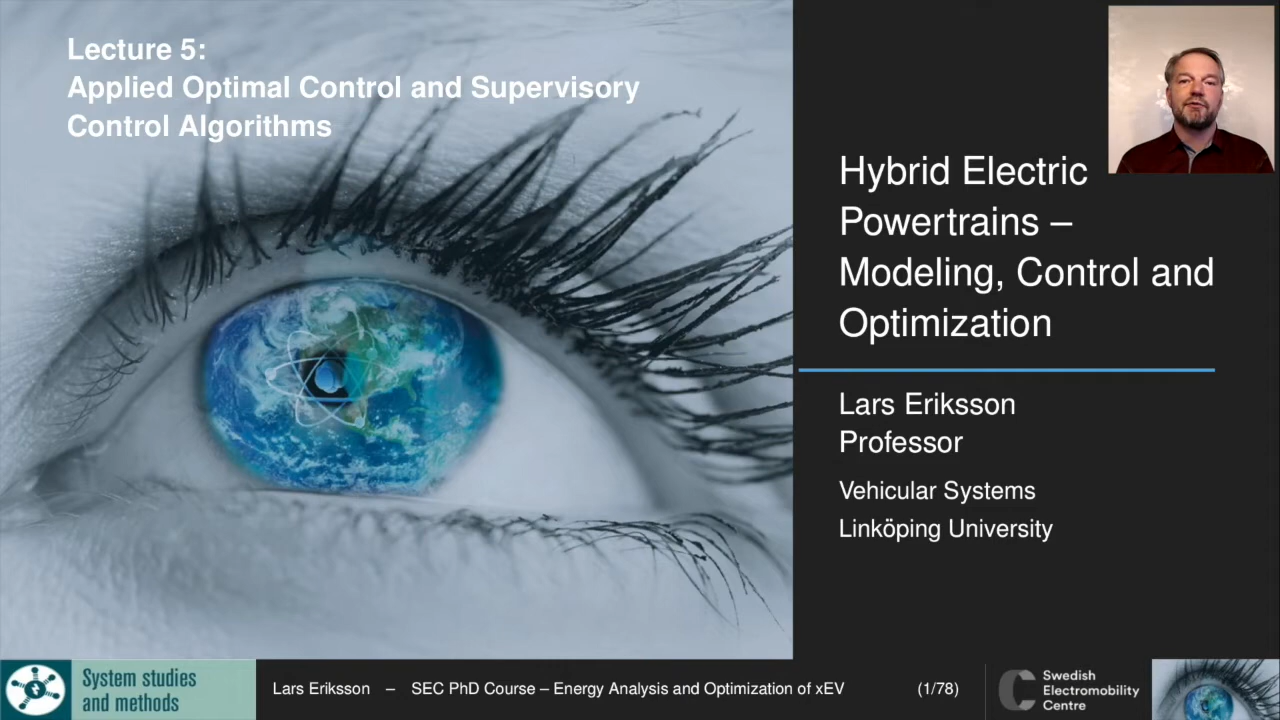 Lecture 5:
Applied Optimal Control and Supervisory
Control Algorithms
Hybrid Electric
Powertrains –
Modeling, Control and
Optimization
Lars Eriksson
Professor
Vehicular Systems
Linköping University
System studies
and methods
Lars Eriksson – SEC PhD Course – Energy Analysis and Optimization of xEV (1/78)
Swedish
Electromobility
Centre